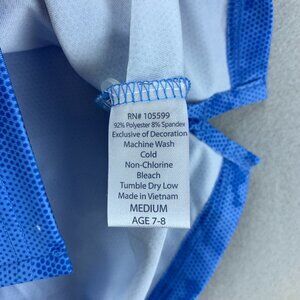 RN# 105599
92% Polyester 8% Spandex
Exclusive of Decoration
Machine Wash
Cold
Non-Chlorine
Bleach
Tumble Dry Low
Made in Vietnam
MEDIUM
AGE 7-8